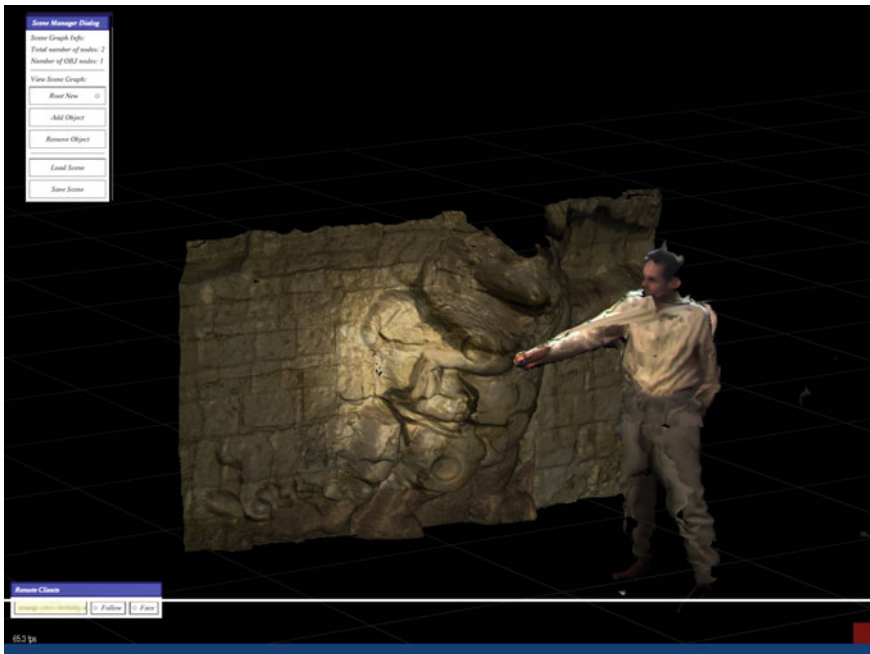 Scene Manager Dialog
Scene Graph Info:
Total number of nodes: 2
Number of OBJ nodes: 1
View Scene Graph:
Root New
Add Object
Remove Object
Load Scene
Save Scene
Remote Clients
Follow
Face
65.3 fps